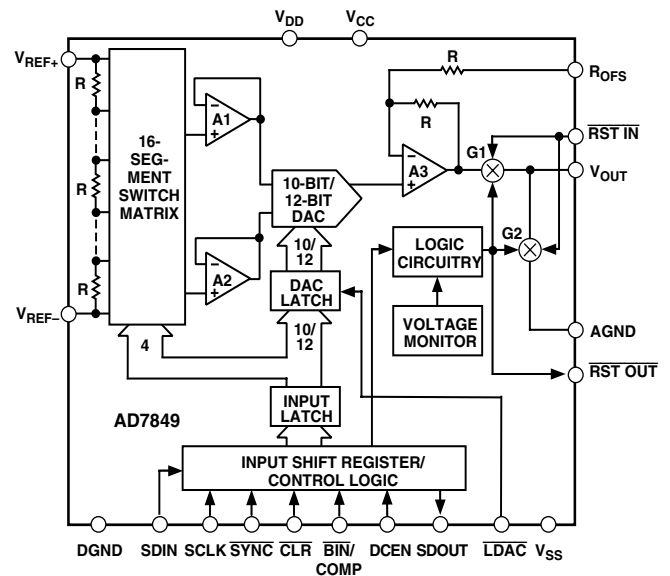 VDD
VCC
VREF+
R
16-
SEG-
MENT
SWITCH
MATRIX
R
R
VREF–
A1
A2
10-BIT/
12-BIT
DAC
R
ROFS
R
A3
G1
RST IN
VOUT
G2
LOGIC
CIRCUITRY
10/
12
DAC
LATCH
VOLTAGE
MONITOR
AGND
4
10/
12
RST OUT
AD7849
INPUT
LATCH
INPUT SHIFT REGISTER/
CONTROL LOGIC
DGND
SDIN
SCLK
SYNC
CLR
BIN/
COMP
DCEN
SDOUT
LDAC
VSS